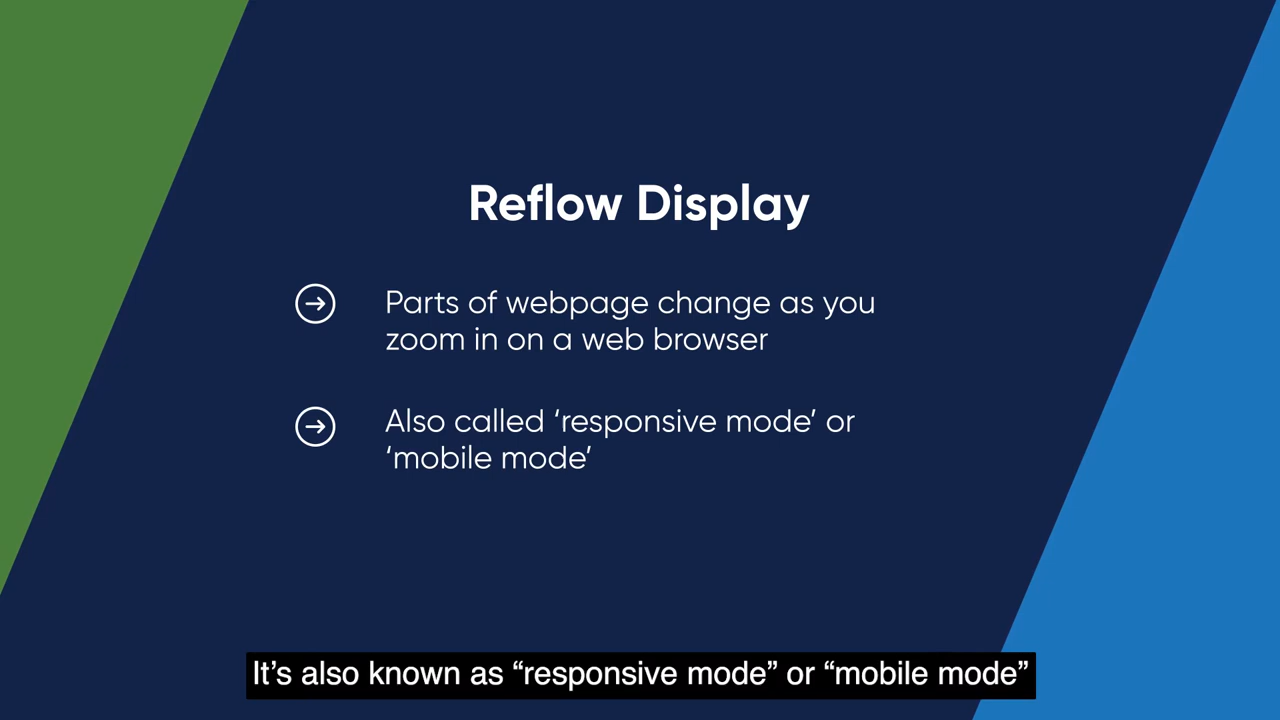 Reflow Display
Parts of webpage change as you
zoom in on a web browser
Also called ‘responsive mode’ or
‘mobile mode’
It’s also known as “responsive mode” or “mobile mode”